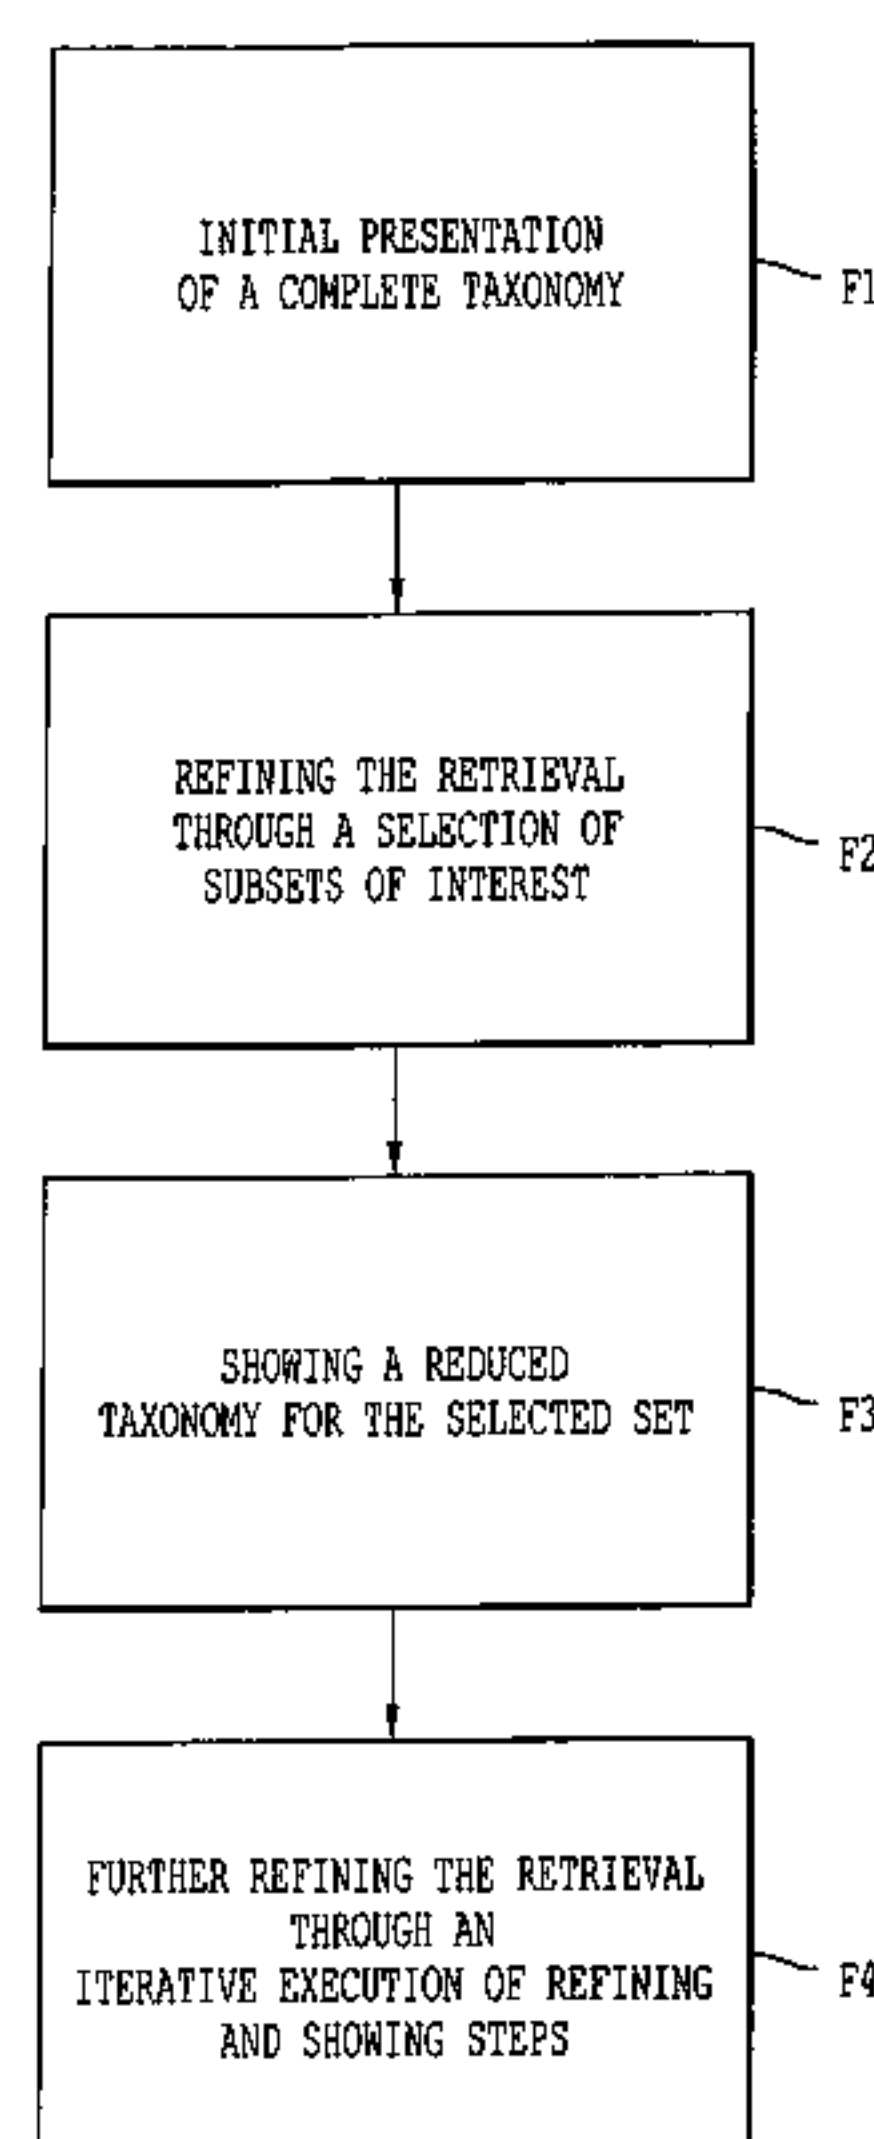 INITIAL PRESENTATION
OF A COMPLETE TAXONOMY
F1
REFINING THE RETRIEVAL
THROUGH A SELECTION OF
SUBSETS OF INTEREST
F2
SHOWING A REDUCED
TAXONOMY FOR THE SELECTED SET
F3
FURTHER REFINING THE RETRIEVAL
THROUGH AN
ITERATIVE EXECUTION OF REFINING
AND SHOWING STEPS
F4